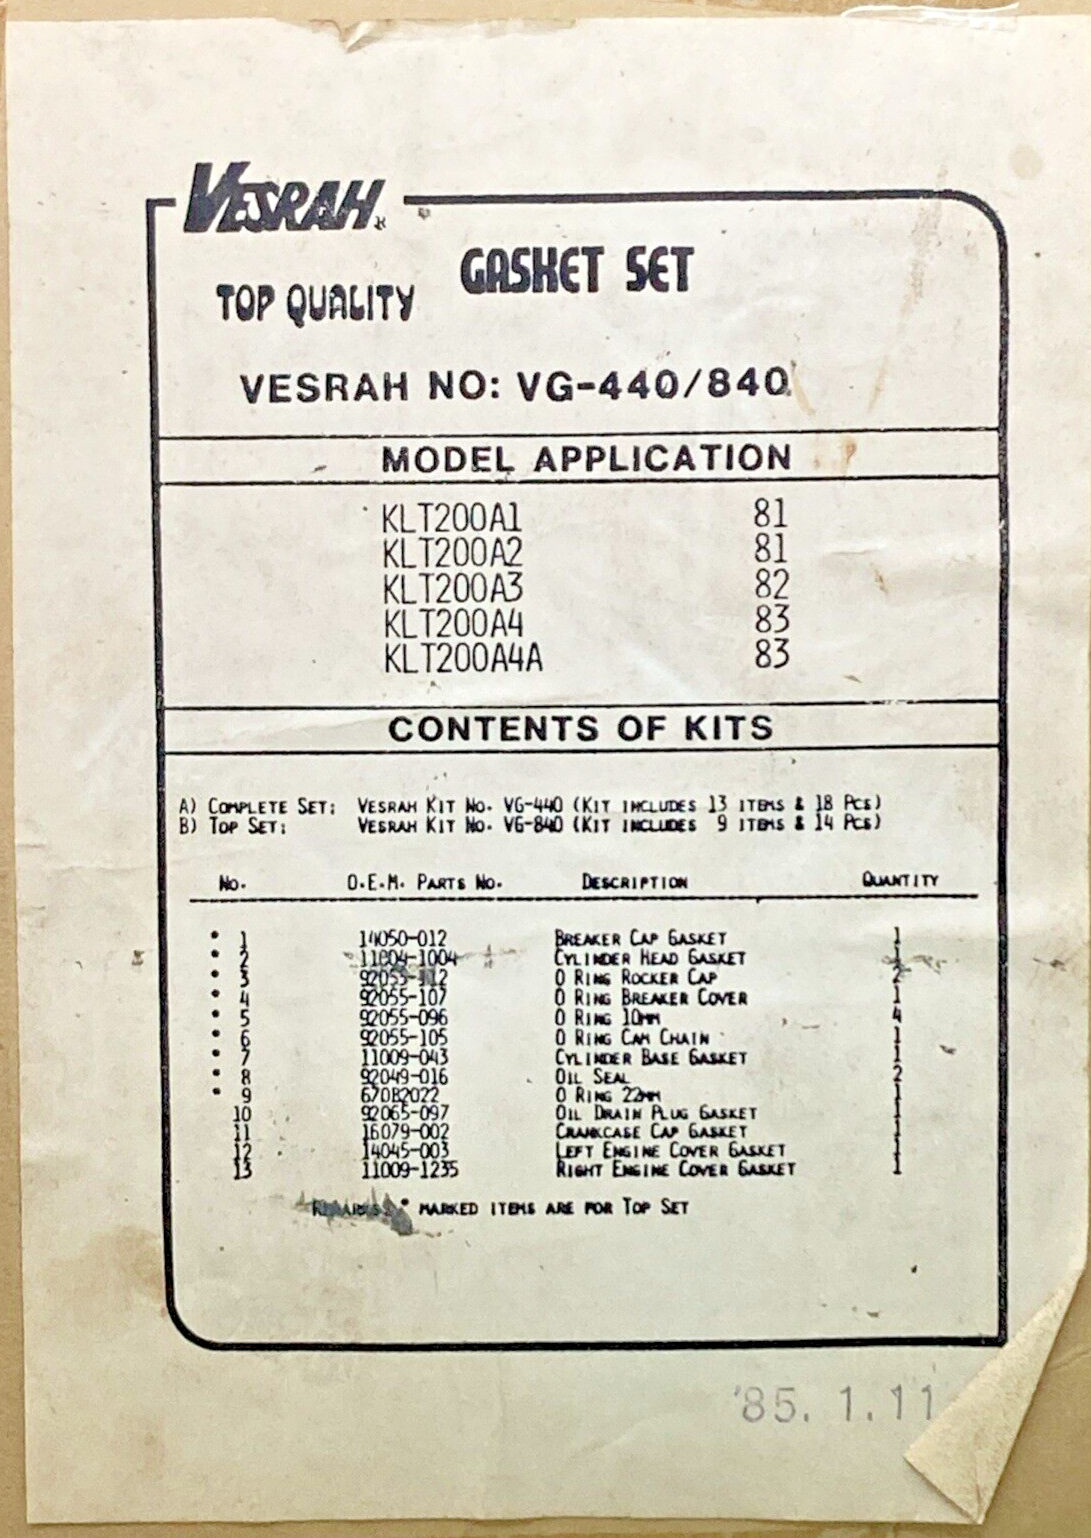 VESRAH
GASKET SET
TOP QUALITY
VESRAH NO: VG-440/840
MODEL APPLICATION
KLT200A1 81
KLT200A2 81
KLT200A3 82
KLT200A4 83
KLT200A4A 83
CONTENTS OF KITS
A) COMPLETE SET: VESRAH KIT NO. VG-440 (KIT INCLUDES 13 ITEMS & 18 PCS)
B) TOP SET: VESRAH KIT NO. VG-840 (KIT INCLUDES 9 ITEMS & 14 PCS)
NO. O.E.M. PARTS NO. DESCRIPTION QUANTITY
* 1 14050-012 BREAKER CAP GASKET 1
* 2 11004-1004 CYLINDER HEAD GASKET 1
* 3 O RING ROCKER CAP 2
* 4 92055-107 O RING BREAKER COVER 1
* 5 92055-096 O RING 10MM 4
* 6 92055-105 O RING CAM CHAIN 1
* 7 11009-043 CYLINDER BASE GASKET 1
* 8 92049-016 OIL SEAL 2
* 9 670B2022 O RING 22MM 1
10 92065-097 OIL DRAIN PLUG GASKET 1
11 16079-002 CRANKCASE CAP GASKET 1
12 14045-003 LEFT ENGINE COVER GASKET 1
13 11009-1235 RIGHT ENGINE COVER GASKET 1
REMARKS: * MARKED ITEMS ARE FOR TOP SET
'85. 1. 11